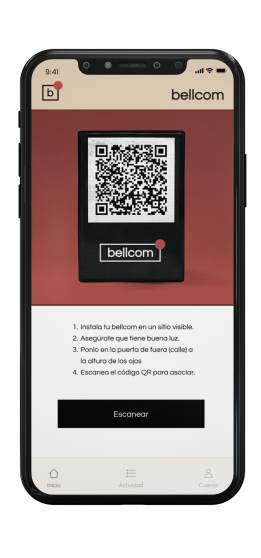 9:41
b
bellcom
bellcom
1. Instala tu bellcom en un sitio visible.
2. Asegúrate que tiene buena luz.
3. Ponlo en la puerta de fuera (calle) a
la altura de los ojos
4. Escanea el código QR para asociar.
Escanear
Inicio
Actividad
Cuenta